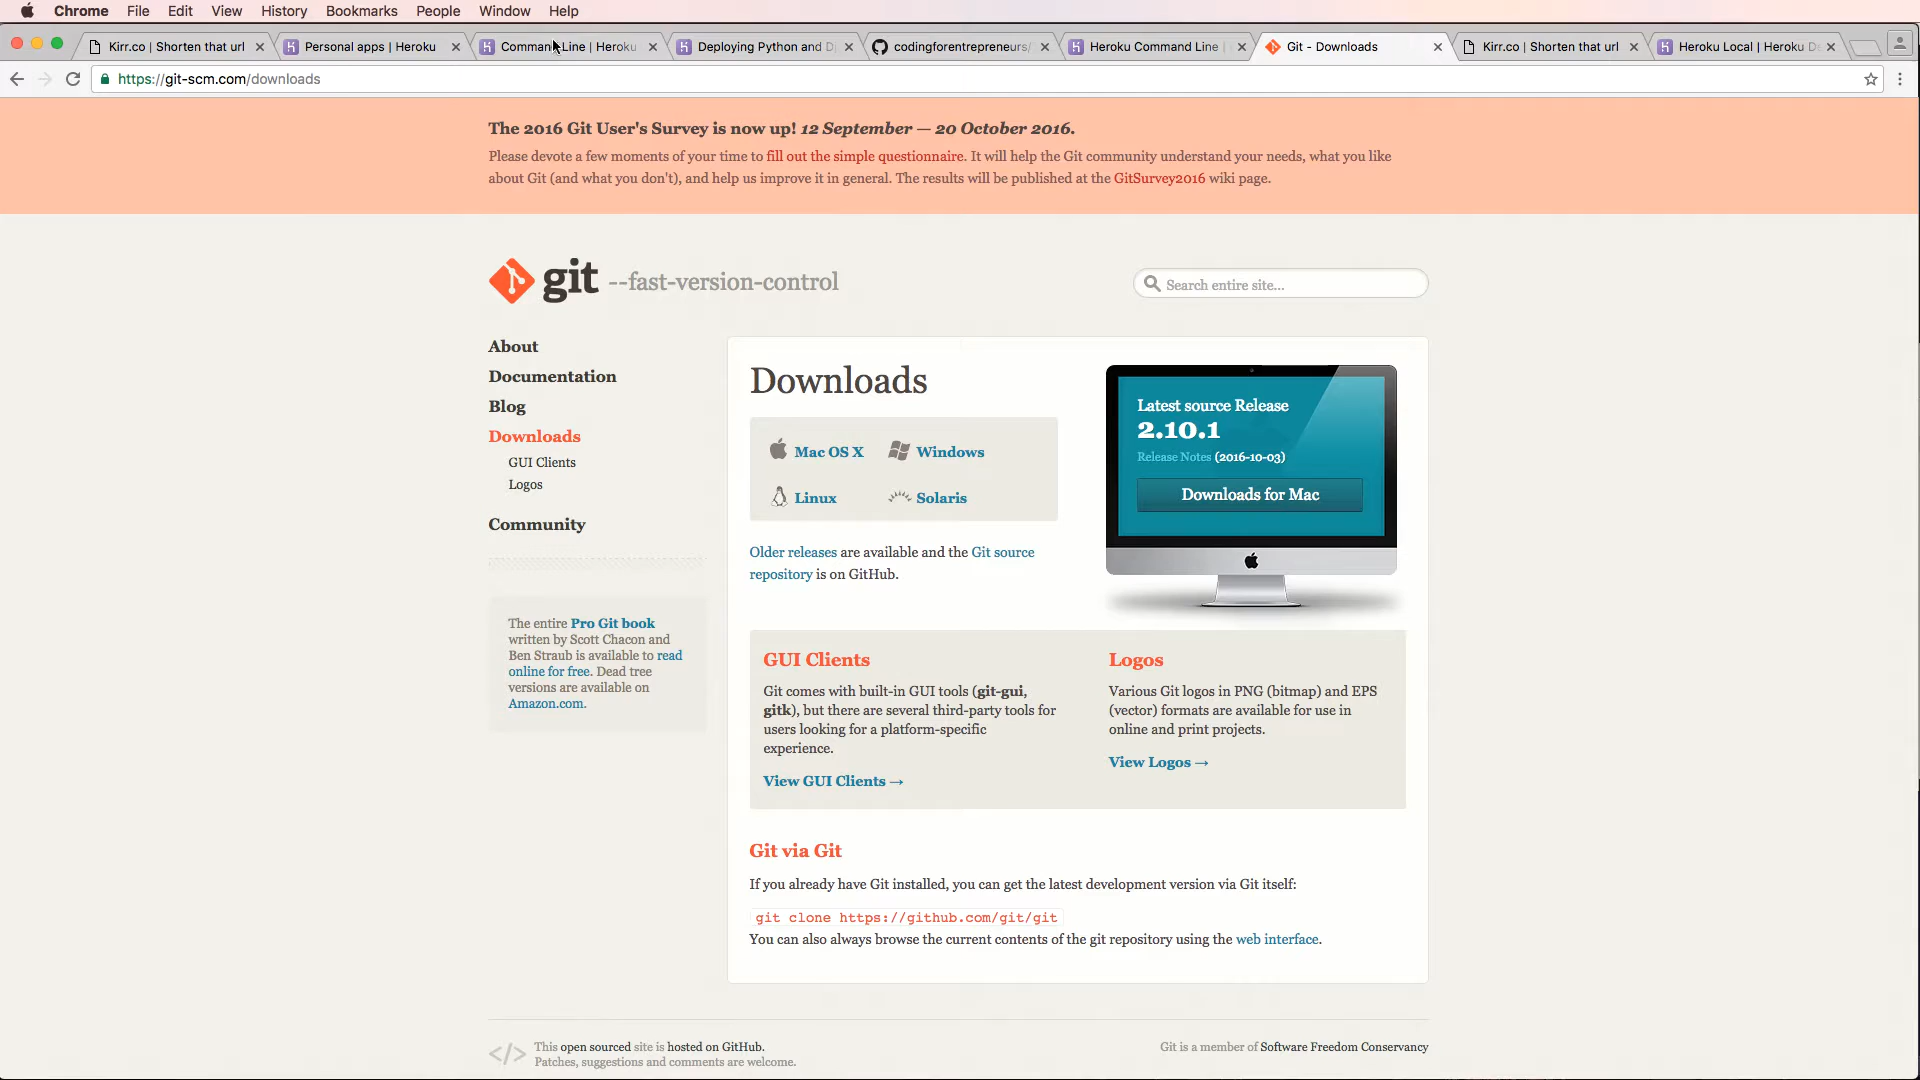 Chrome File Edit View History Bookmarks People Window Help
Kirr.co | Shorten that url
Personal apps | Heroku
Command Line | Heroku
Deploying Python and Dj
codingforentrepreneurs/
Heroku Command Line |
Git - Downloads
Kirr.co | Shorten that url
Heroku Local | Heroku De
https://git-scm.com/downloads
The 2016 Git User's Survey is now up! 12 September — 20 October 2016.
Please devote a few moments of your time to fill out the simple questionnaire. It will help the Git community understand your needs, what you like
about Git (and what you don't), and help us improve it in general. The results will be published at the GitSurvey2016 wiki page.
git --fast-version-control
Search entire site...
About
Documentation
Blog
Downloads
GUI Clients
Logos
Community
The entire Pro Git book
written by Scott Chacon and
Ben Straub is available to read
online for free. Dead tree
versions are available on
Amazon.com.
Downloads
Mac OS X Windows
Linux Solaris
Older releases are available and the Git source
repository is on GitHub.
Latest source Release
2.10.1
Release Notes (2016-10-03)
Downloads for Mac
GUI Clients
Git comes with built-in GUI tools (git-gui,
gitk), but there are several third-party tools for
users looking for a platform-specific
experience.
View GUI Clients →
Logos
Various Git logos in PNG (bitmap) and EPS
(vector) formats are available for use in
online and print projects.
View Logos →
Git via Git
If you already have Git installed, you can get the latest development version via Git itself:
git clone https://github.com/git/git
You can also always browse the current contents of the git repository using the web interface.
</> This open sourced site is hosted on GitHub.
Patches, suggestions and comments are welcome.
Git is a member of Software Freedom Conservancy